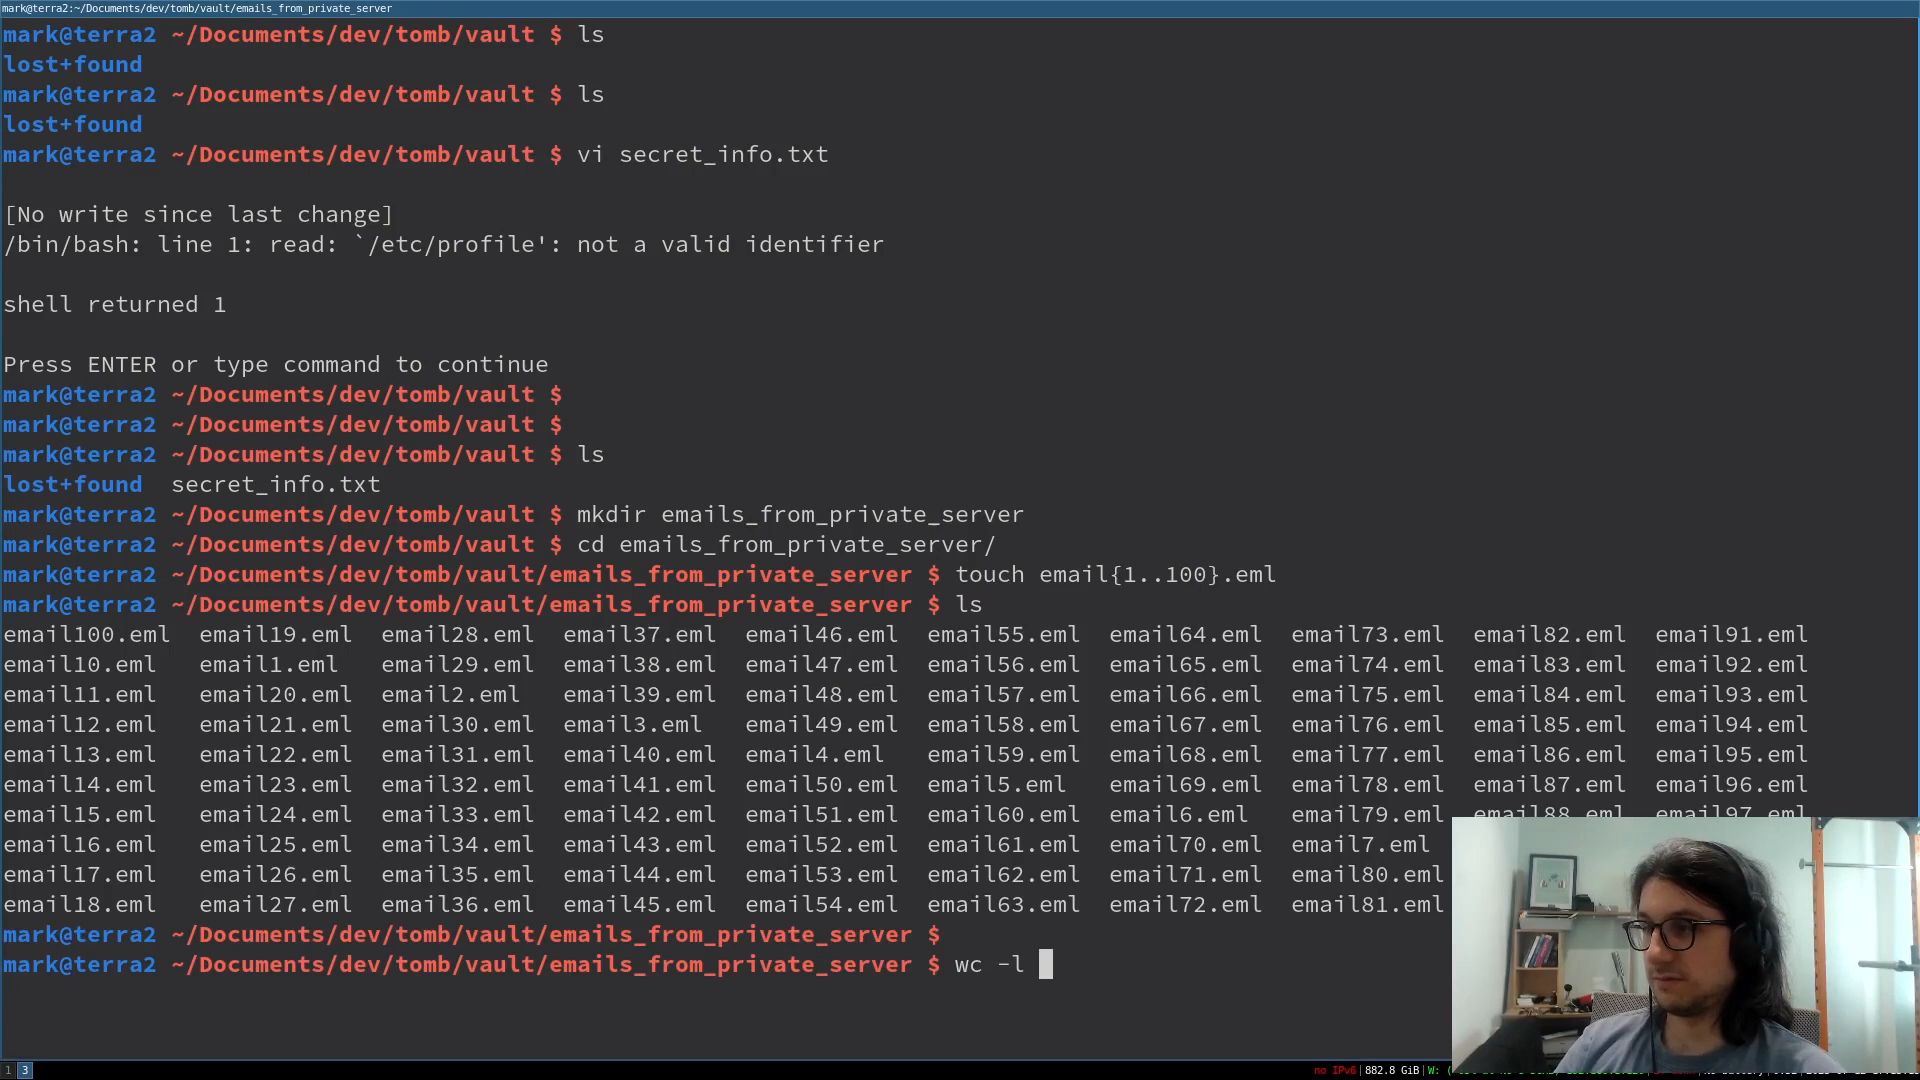 mark@terra2:~/Documents/dev/tomb/vault/emails_from_private_server
mark@terra2 ~/Documents/dev/tomb/vault $ ls
lost+found
mark@terra2 ~/Documents/dev/tomb/vault $ ls
lost+found
mark@terra2 ~/Documents/dev/tomb/vault $ vi secret_info.txt
[No write since last change]
/bin/bash: line 1: read: `/etc/profile': not a valid identifier
shell returned 1
Press ENTER or type command to continue
mark@terra2 ~/Documents/dev/tomb/vault $
mark@terra2 ~/Documents/dev/tomb/vault $
mark@terra2 ~/Documents/dev/tomb/vault $ ls
lost+found  secret_info.txt
mark@terra2 ~/Documents/dev/tomb/vault $ mkdir emails_from_private_server
mark@terra2 ~/Documents/dev/tomb/vault $ cd emails_from_private_server/
mark@terra2 ~/Documents/dev/tomb/vault/emails_from_private_server $ touch email{1..100}.eml
mark@terra2 ~/Documents/dev/tomb/vault/emails_from_private_server $ ls
email100.eml  email19.eml  email28.eml  email37.eml  email46.eml  email55.eml  email64.eml  email73.eml  email82.eml  email91.eml
email10.eml  email1.eml  email29.eml  email38.eml  email47.eml  email56.eml  email65.eml  email74.eml  email83.eml  email92.eml
email11.eml  email20.eml  email2.eml  email39.eml  email48.eml  email57.eml  email66.eml  email75.eml  email84.eml  email93.eml
email12.eml  email21.eml  email30.eml  email3.eml  email49.eml  email58.eml  email67.eml  email76.eml  email85.eml  email94.eml
email13.eml  email22.eml  email31.eml  email40.eml  email4.eml  email59.eml  email68.eml  email77.eml  email86.eml  email95.eml
email14.eml  email23.eml  email32.eml  email41.eml  email50.eml  email5.eml  email69.eml  email78.eml  email87.eml  email96.eml
email15.eml  email24.eml  email33.eml  email42.eml  email51.eml  email60.eml  email6.eml  email79.eml  email88.eml  email97.eml
email16.eml  email25.eml  email34.eml  email43.eml  email52.eml  email61.eml  email70.eml  email7.eml
email17.eml  email26.eml  email35.eml  email44.eml  email53.eml  email62.eml  email71.eml  email80.eml
email18.eml  email27.eml  email36.eml  email45.eml  email54.eml  email63.eml  email72.eml  email81.eml
mark@terra2 ~/Documents/dev/tomb/vault/emails_from_private_server $
mark@terra2 ~/Documents/dev/tomb/vault/emails_from_private_server $ wc -l
1 3 no IPv6|882.8 GiB|W: (